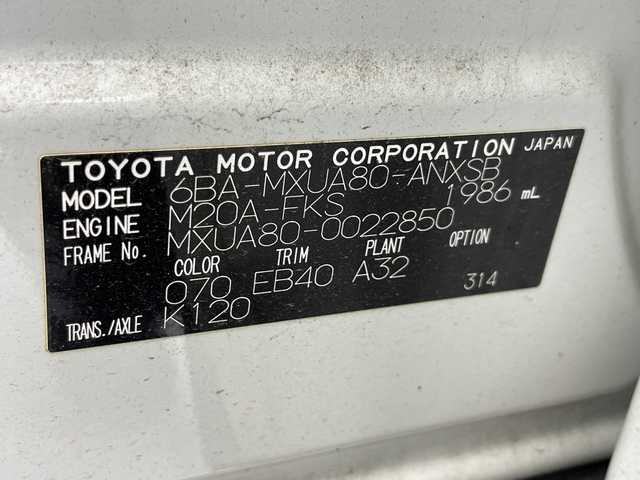 TOYOTA MOTOR CORPORATION JAPAN
MODEL 6BA-MXUA80-ANXSB
ENGINE M20A-FKS 1986 mL
FRAME No. MXUA80-0022850
COLOR TRIM PLANT OPTION
070 EB40 A32 314
TRANS./AXLE K120